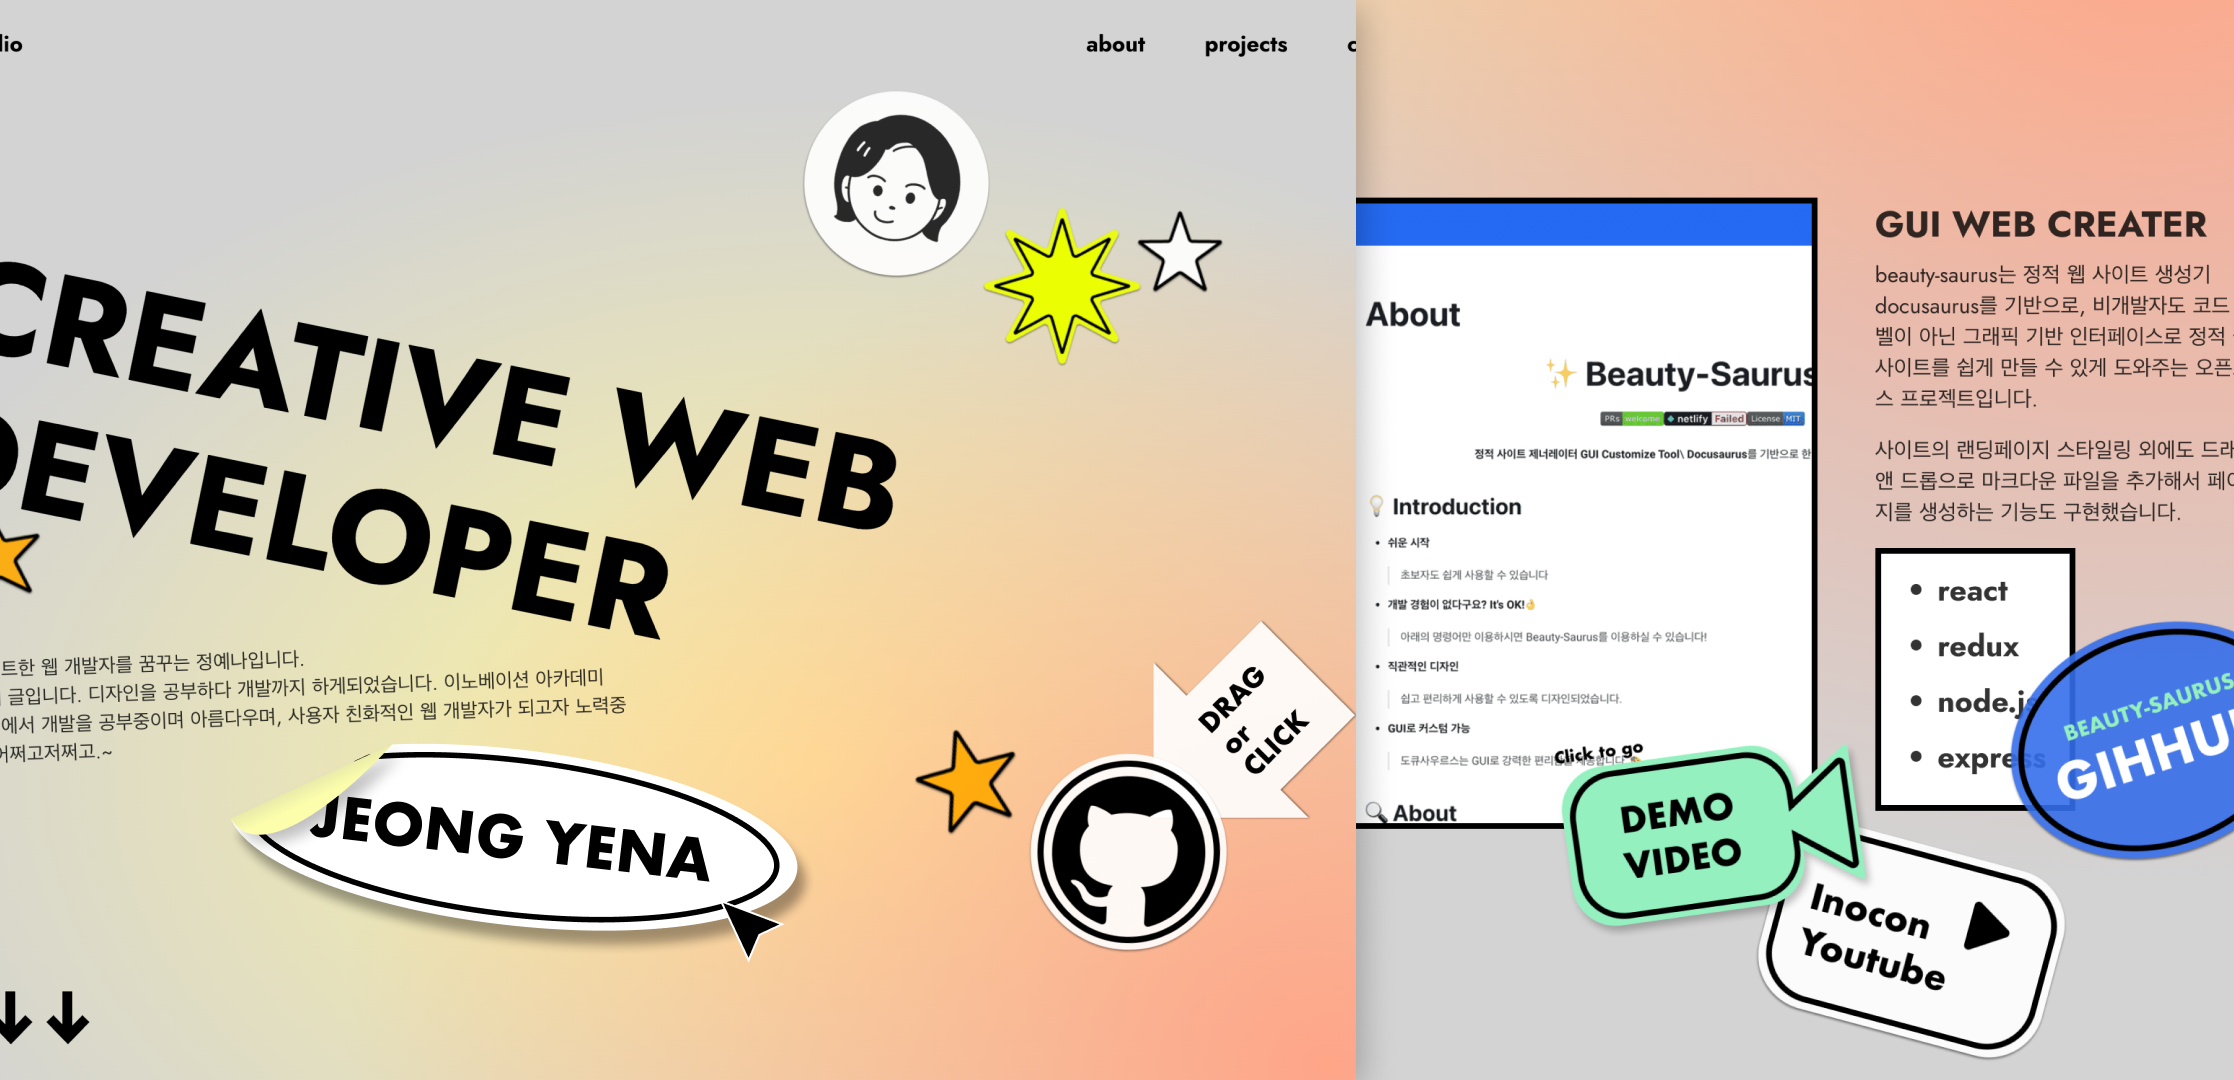 lio
about
projects
CREATIVE WEB
DEVELOPER
트한 웹 개발자를 꿈꾸는 정예나입니다.
글입니다. 디자인을 공부하다 개발까지 하게되었습니다. 이노베이션 아카데미
에서 개발을 공부중이며 아름다우며, 사용자 친화적인 웹 개발자가 되고자 노력중
어쩌고저쩌고.~
JEONG YENA
DRAG
or
CLICK
About
✨ Beauty-Saurus
PRs welcome netlify Failed License MIT
정적 사이트 제너레이터 GUI Customize Tool\ Docusaurus를 기반으로 한
💡 Introduction
• 쉬운 시작
초보자도 쉽게 사용할 수 있습니다
• 개발 경험이 없다구요? It's OK!👌
아래의 명령어만 이용하시면 Beauty-Saurus를 이용하실 수 있습니다!
• 직관적인 디자인
쉽고 편리하게 사용할 수 있도록 디자인되었습니다.
• GUI로 커스텀 가능
도큐사우르스는 GUI로 강력한
🔍 About
Click to go
DEMO
VIDEO
Inocon
Youtube
GUI WEB CREATER
beauty-saurus는 정적 웹 사이트 생성기
docusaurus를 기반으로, 비개발자도 코드
벨이 아닌 그래픽 기반 인터페이스로 정적
사이트를 쉽게 만들 수 있게 도와주는 오픈
스 프로젝트입니다.
사이트의 랜딩페이지 스타일링 외에도 드래
앤 드롭으로 마크다운 파일을 추가해서 페이
지를 생성하는 기능도 구현했습니다.
• react
• redux
• node.js
• express
BEAUTY-SAURUS
GIHHU